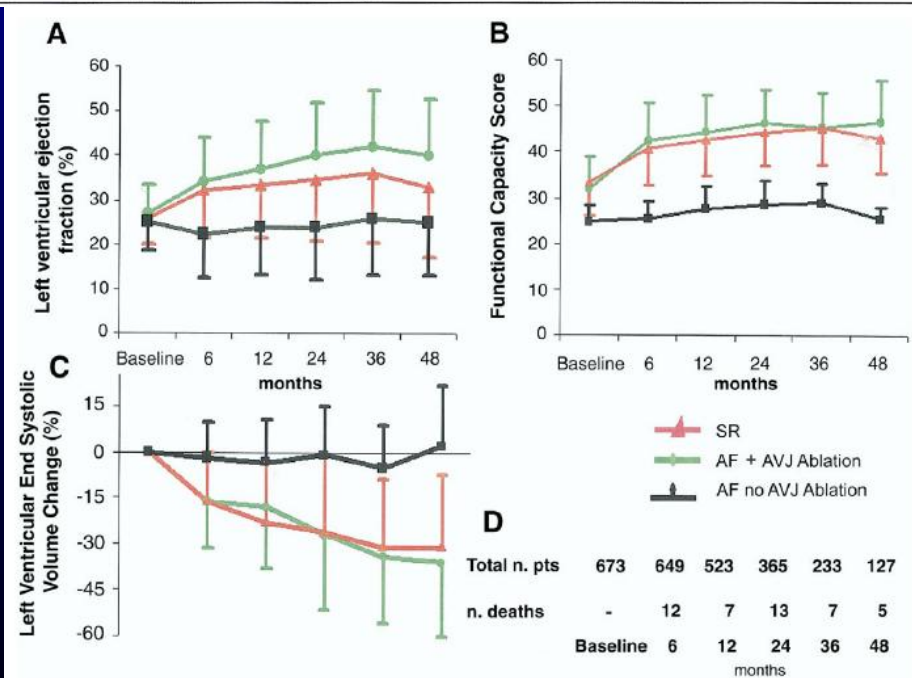 A
Left ventricular ejection
fraction (%)
60
50
40
30
20
10
0
Baseline 6 12 24 36 48
months
B
Functional Capacity Score
60
50
40
30
20
10
0
Baseline 6 12 24 36 48
months
C
Left Ventricular End Systolic
Volume Change (%)
15
0
-15
-30
-45
-60
SR
AF + AVJ Ablation
AF no AVJ Ablation
D
Total n. pts 673 649 523 365 233 127
n. deaths - 12 7 13 7 5
Baseline 6 12 24 36 48
months